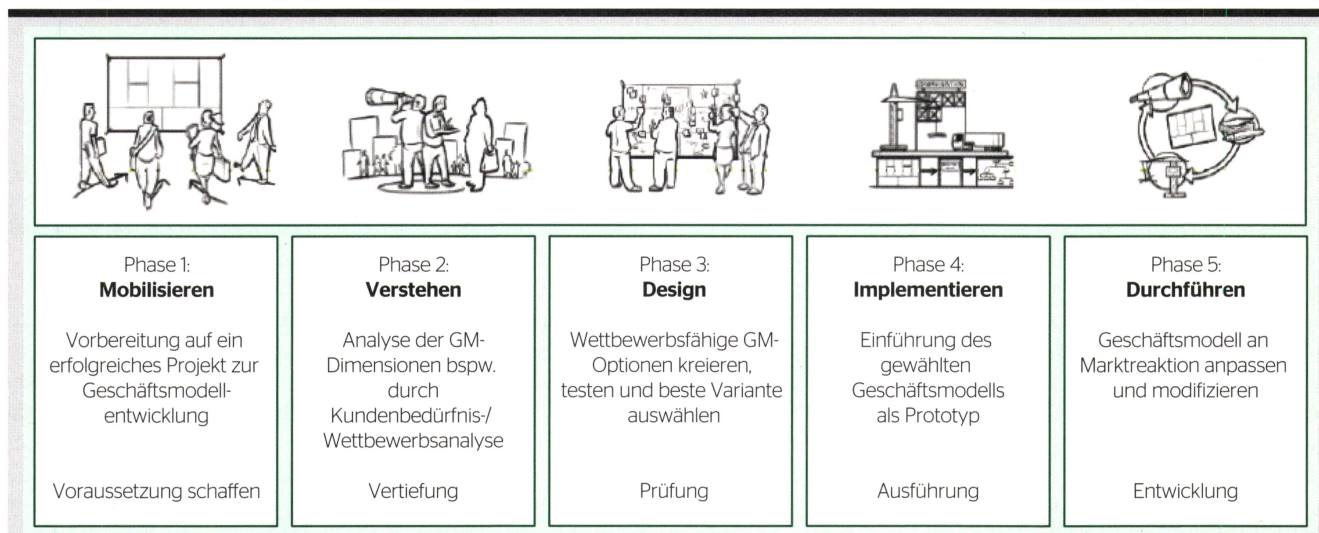 Phase 1:
Mobilisieren
Vorbereitung auf ein
erfolgreiches Projekt zur
Geschäftsmodell-
entwicklung
Voraussetzung schaffen
Phase 2:
Verstehen
Analyse der GM-
Dimensionen bspw.
durch
Kundenbedürfnis-/
Wettbewerbsanalyse
Vertiefung
Phase 3:
Design
Wettbewerbsfähige GM-
Optionen kreieren,
testen und beste Variante
auswählen
Prüfung
Phase 4:
Implementieren
Einführung des
gewählten
Geschäftsmodells
als Prototyp
Ausführung
Phase 5:
Durchführen
Geschäftsmodell an
Marktreaktion anpassen
und modifizieren
Entwicklung